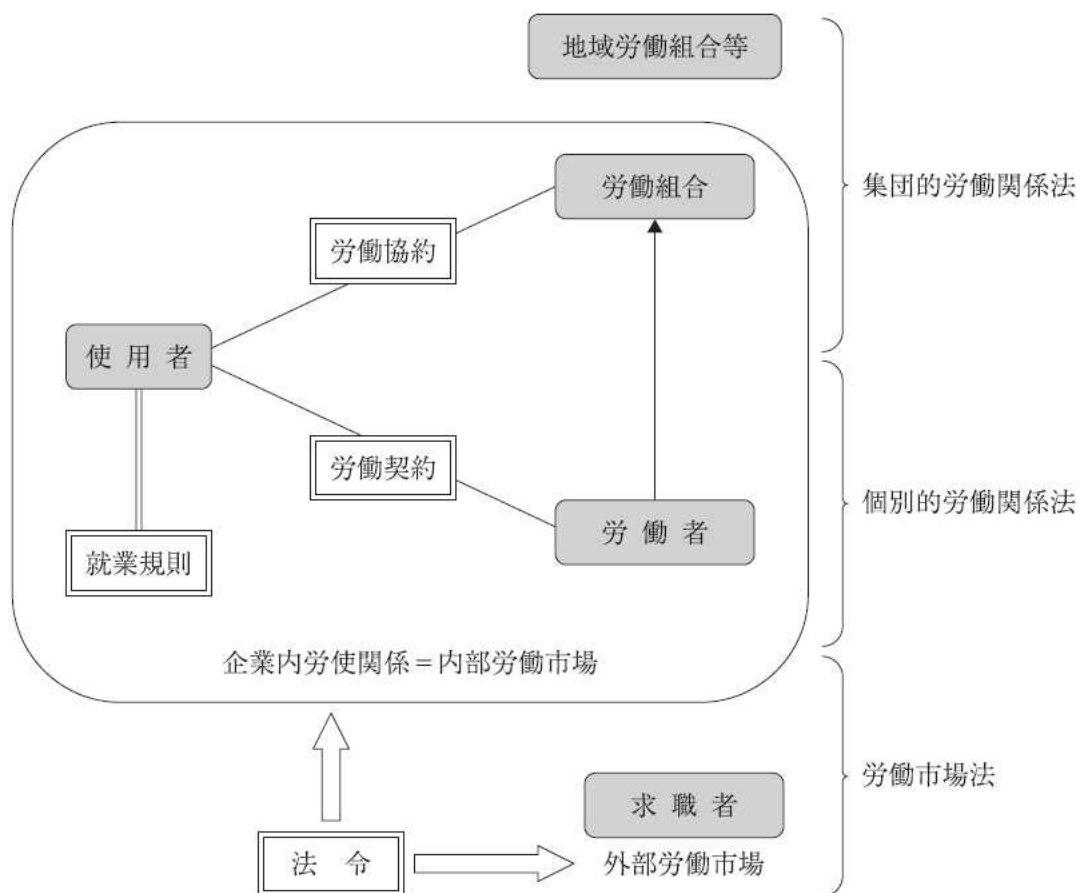 地域労働組合等
集団的労働関係法
労働組合
労働協約
使用者
労働契約
個別的労働関係法
労働者
就業規則
企業内労使関係＝内部労働市場
労働市場法
求職者
法令
外部労働市場